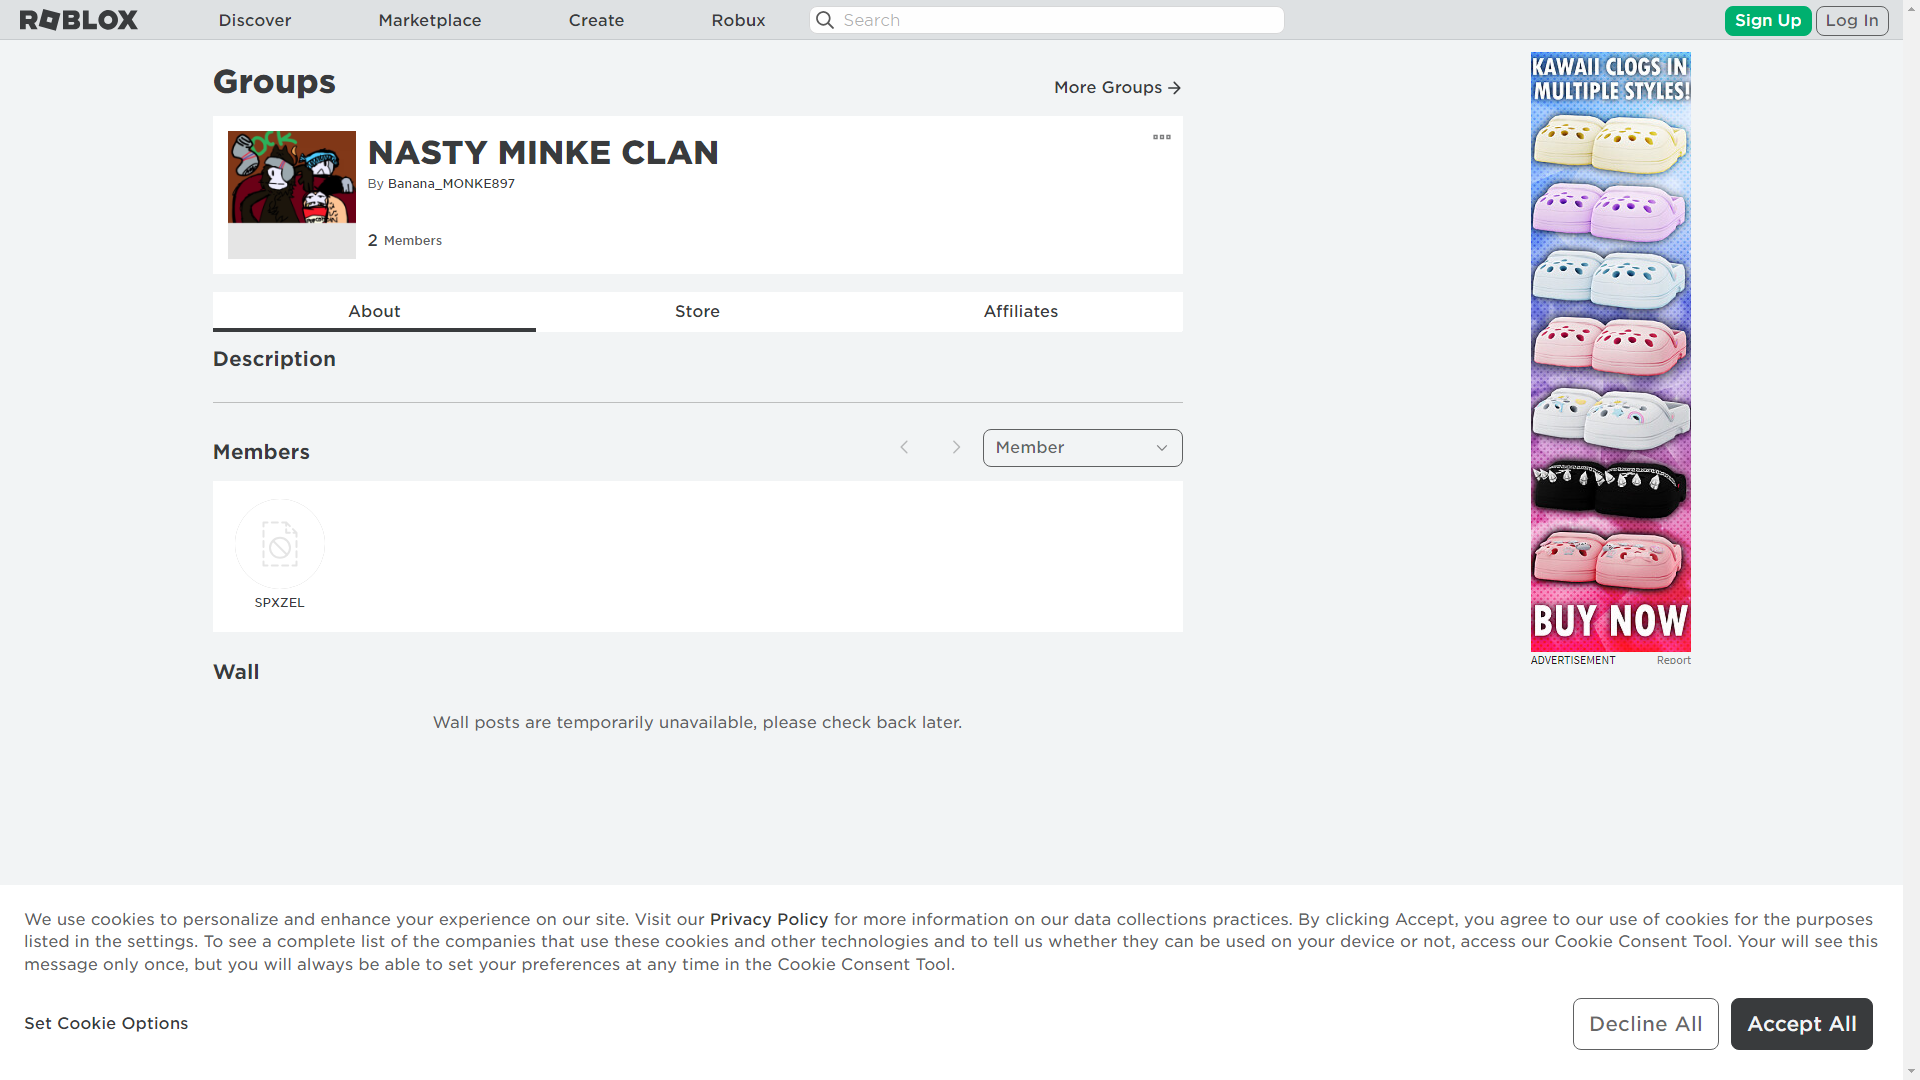 ROBLOX
Discover
Marketplace
Create
Robux
Search
Sign Up
Log In
Groups
More Groups
NASTY MINKE CLAN
By Banana_MONKE897
2 Members
About
Store
Affiliates
Description
Members
Member
SPXZEL
Wall
Wall posts are temporarily unavailable, please check back later.
KAWAII CLOGS IN
MULTIPLE STYLES!
BUY NOW
ADVERTISEMENT
Report
We use cookies to personalize and enhance your experience on our site. Visit our Privacy Policy for more information on our data collections practices. By clicking Accept, you agree to our use of cookies for the purposes
listed in the settings. To see a complete list of the companies that use these cookies and other technologies and to tell us whether they can be used on your device or not, access our Cookie Consent Tool. Your will see this
message only once, but you will always be able to set your preferences at any time in the Cookie Consent Tool.
Set Cookie Options
Decline All
Accept All